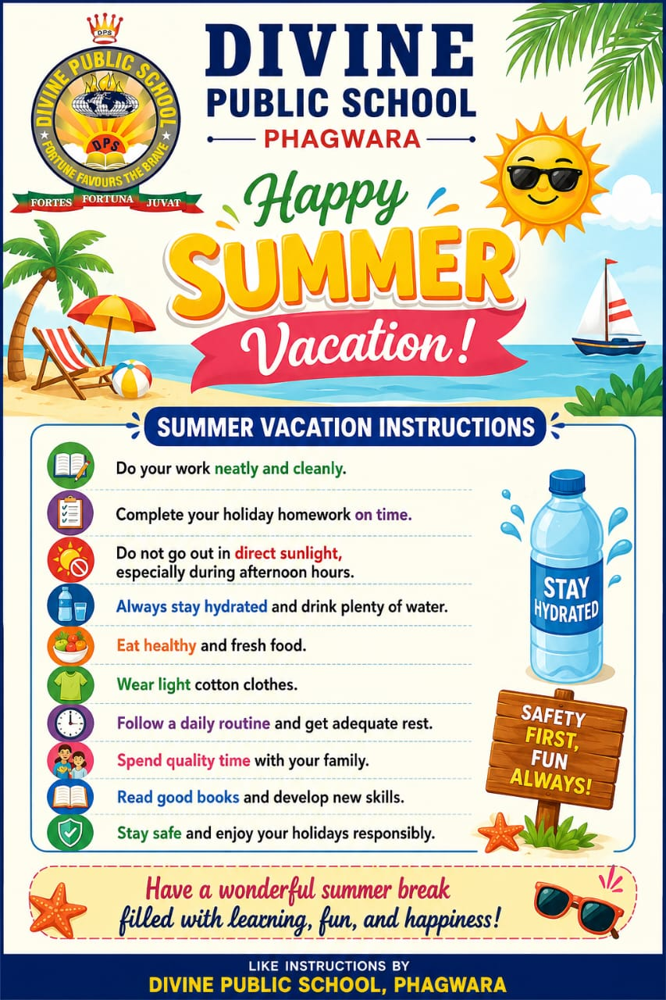 DPS
DIVINE PUBLIC SCHOOL
DPS
FORTUNE FAVOURS THE BRAVE
FORTES FORTUNA JUVAT
DIVINE
PUBLIC SCHOOL
PHAGWARA
Happy
SUMMER
Vacation!
SUMMER VACATION INSTRUCTIONS
Do your work neatly and cleanly.
Complete your holiday homework on time.
Do not go out in direct sunlight,
especially during afternoon hours.
Always stay hydrated and drink plenty of water.
Eat healthy and fresh food.
Wear light cotton clothes.
Follow a daily routine and get adequate rest.
Spend quality time with your family.
Read good books and develop new skills.
Stay safe and enjoy your holidays responsibly.
STAY
HYDRATED
SAFETY
FIRST,
FUN
ALWAYS!
Have a wonderful summer break
filled with learning, fun, and happiness!
LIKE INSTRUCTIONS BY
DIVINE PUBLIC SCHOOL, PHAGWARA